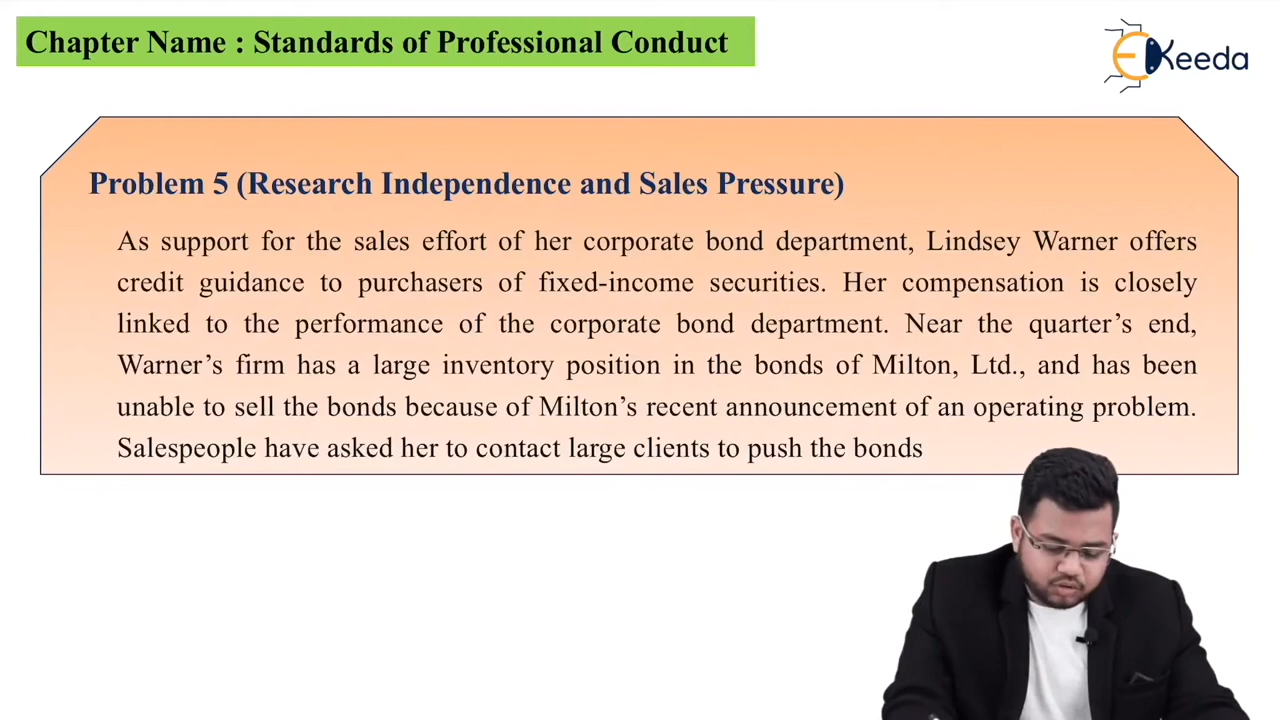 Chapter Name : Standards of Professional Conduct
EKeeda
Problem 5 (Research Independence and Sales Pressure)
As support for the sales effort of her corporate bond department, Lindsey Warner offers
credit guidance to purchasers of fixed-income securities. Her compensation is closely
linked to the performance of the corporate bond department. Near the quarter’s end,
Warner’s firm has a large inventory position in the bonds of Milton, Ltd., and has been
unable to sell the bonds because of Milton’s recent announcement of an operating problem.
Salespeople have asked her to contact large clients to push the bonds